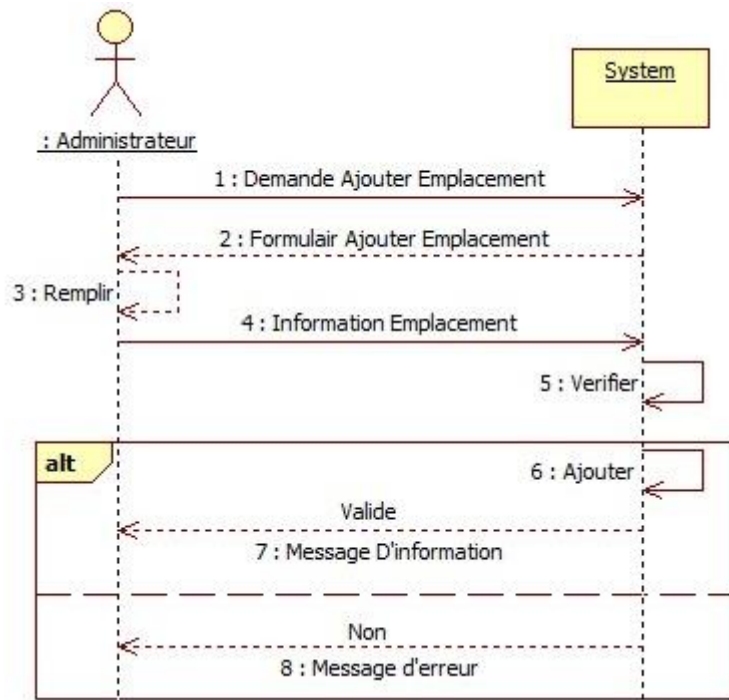 System
: Administrateur
1 : Demande Ajouter Emplacement
2 : Formulair Ajouter Emplacement
3 : Remplir
4 : Information Emplacement
5 : Verifier
alt
6 : Ajouter
Valide
7 : Message D'information
Non
8 : Message d'erreur